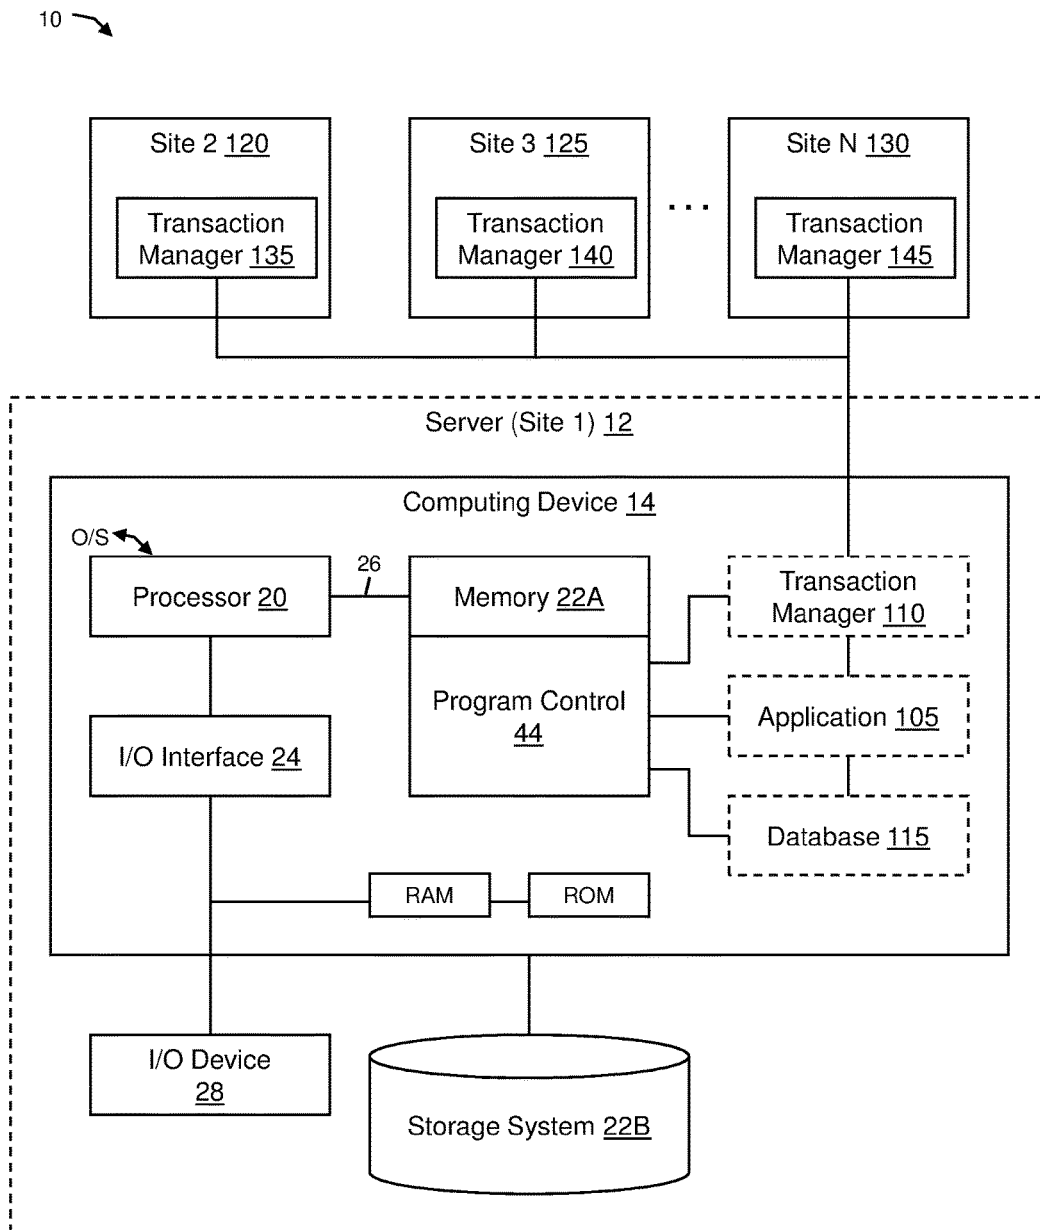 10
Site 2 120
Site 3 125
Site N 130
Transaction
Manager 135
Transaction
Manager 140
...
Transaction
Manager 145
Server (Site 1) 12
Computing Device 14
O/S
26
Processor 20
Memory 22A
Transaction
Manager 110
Program Control
44
Application 105
I/O Interface 24
Database 115
RAM
ROM
I/O Device
28
Storage System 22B